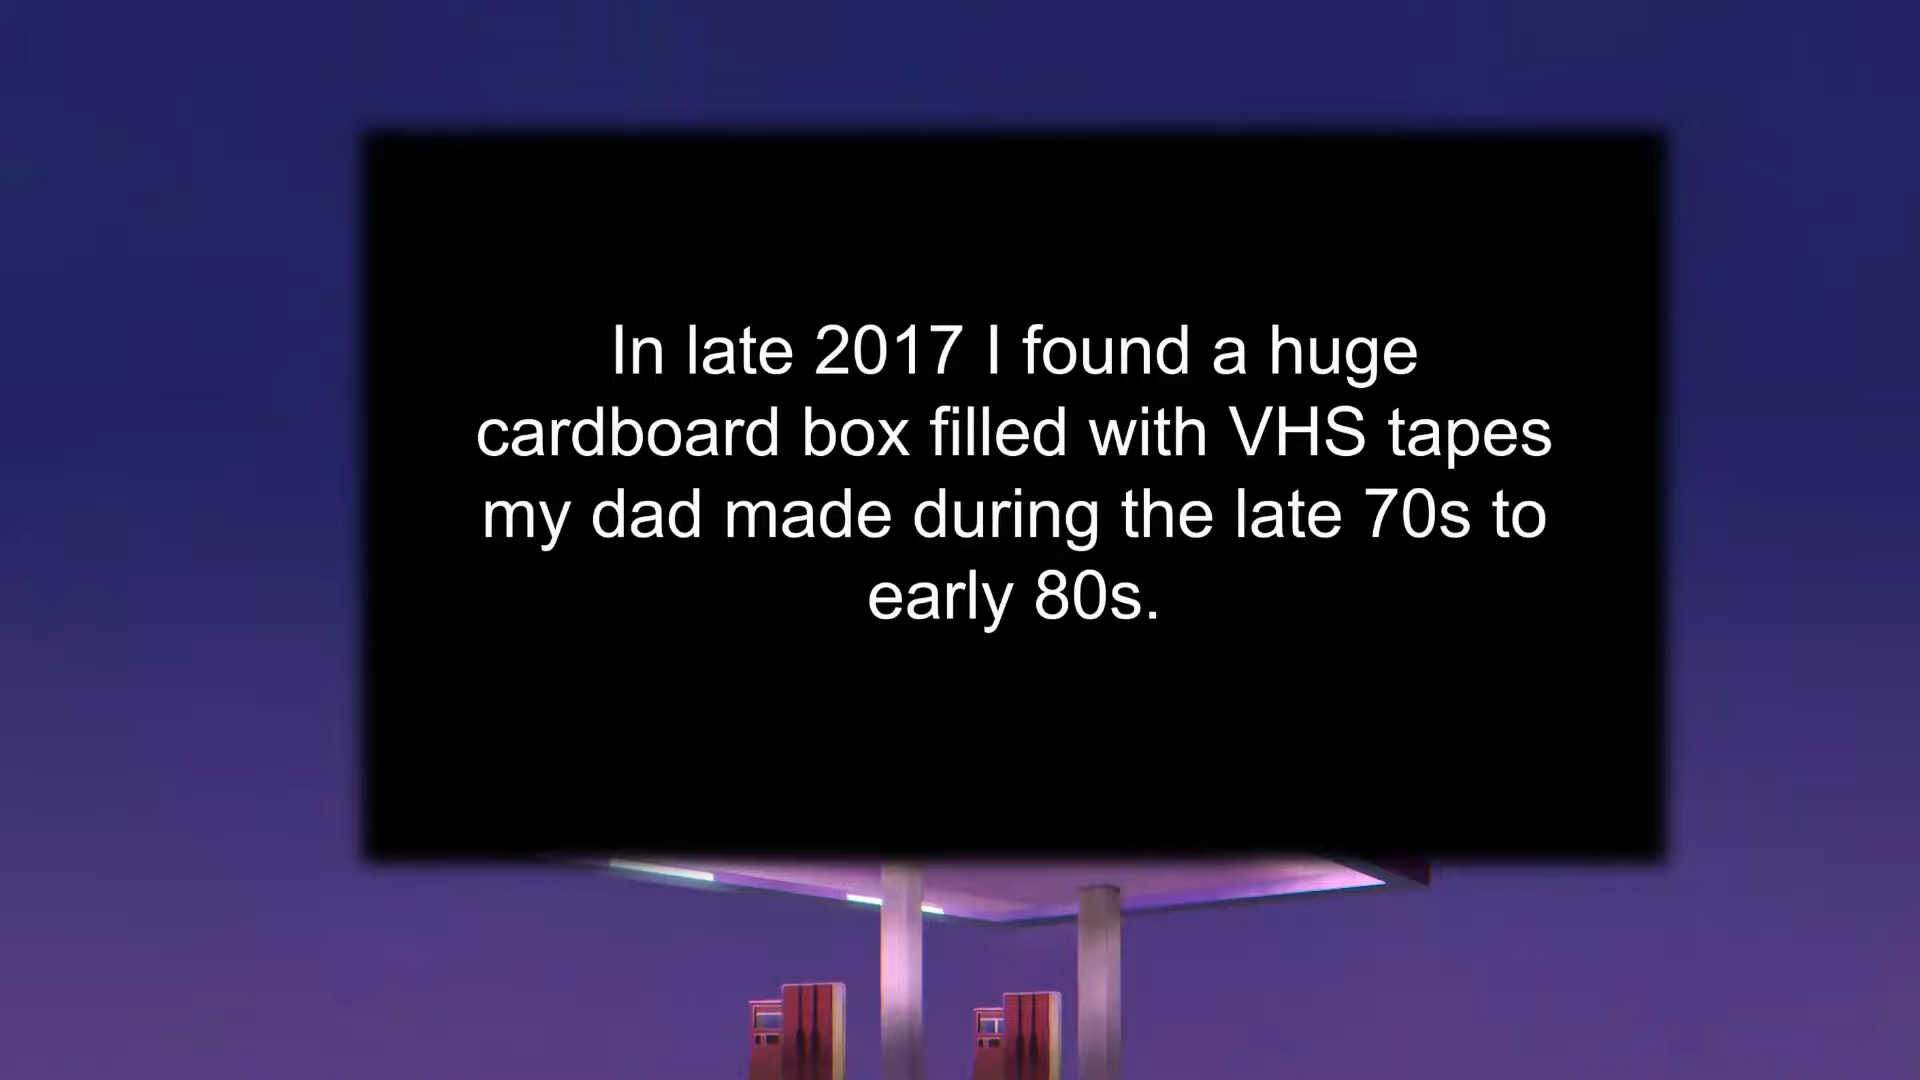 In late 2017 I found a huge
cardboard box filled with VHS tapes
my dad made during the late 70s to
early 80s.